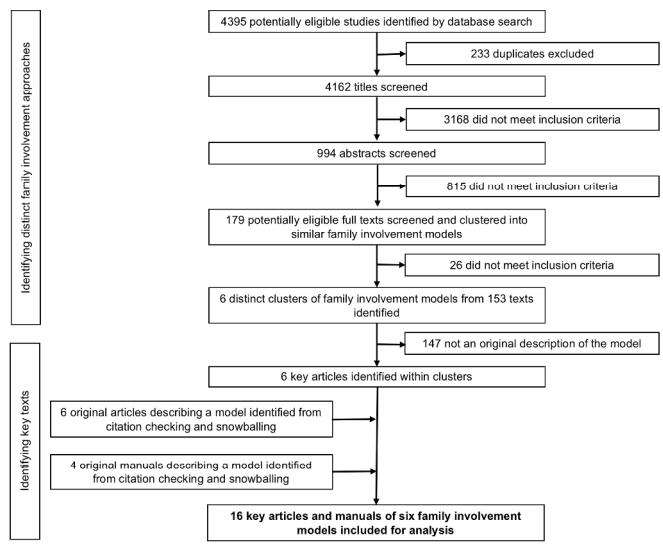 Identifying distinct family involvement approaches
4395 potentially eligible studies identified by database search
233 duplicates excluded
4162 titles screened
3168 did not meet inclusion criteria
994 abstracts screened
815 did not meet inclusion criteria
179 potentially eligible full texts screened and clustered into
similar family involvement models
26 did not meet inclusion criteria
6 distinct clusters of family involvement models from 153 texts
identified
147 not an original description of the model
Identifying key texts
6 key articles identified within clusters
6 original articles describing a model identified from
citation checking and snowballing
4 original manuals describing a model identified
from citation checking and snowballing
16 key articles and manuals of six family involvement
models included for analysis